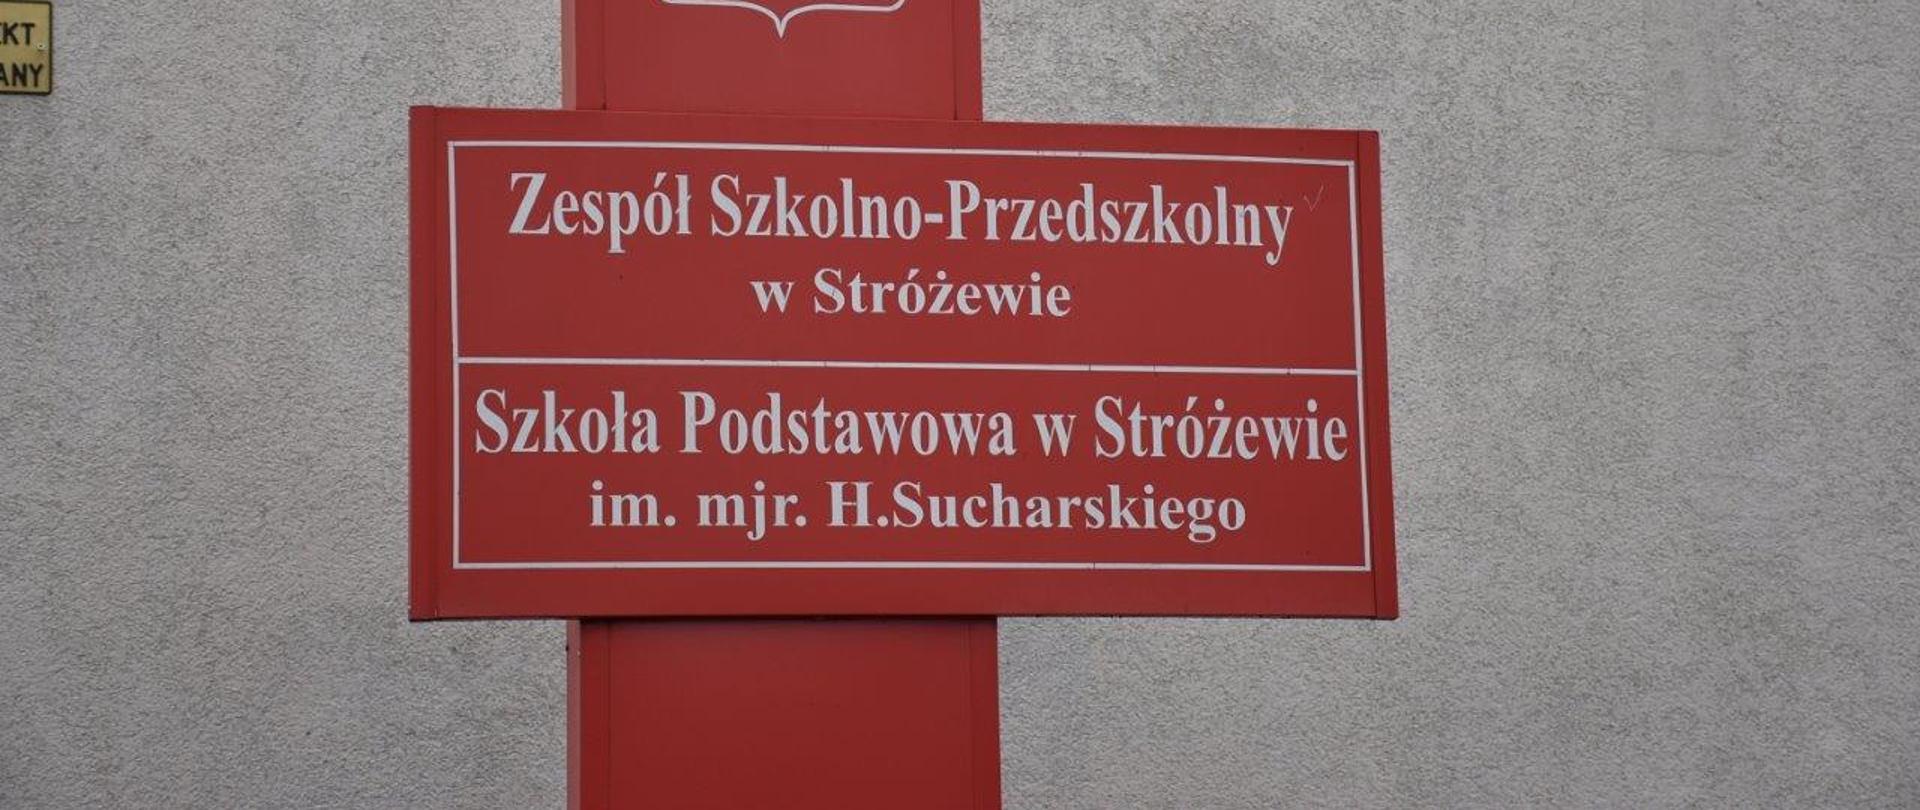 Zespół Szkolno-Przedszkolny
w Stróżewie
Szkoła Podstawowa w Stróżewie
im. mjr. H.Sucharskiego